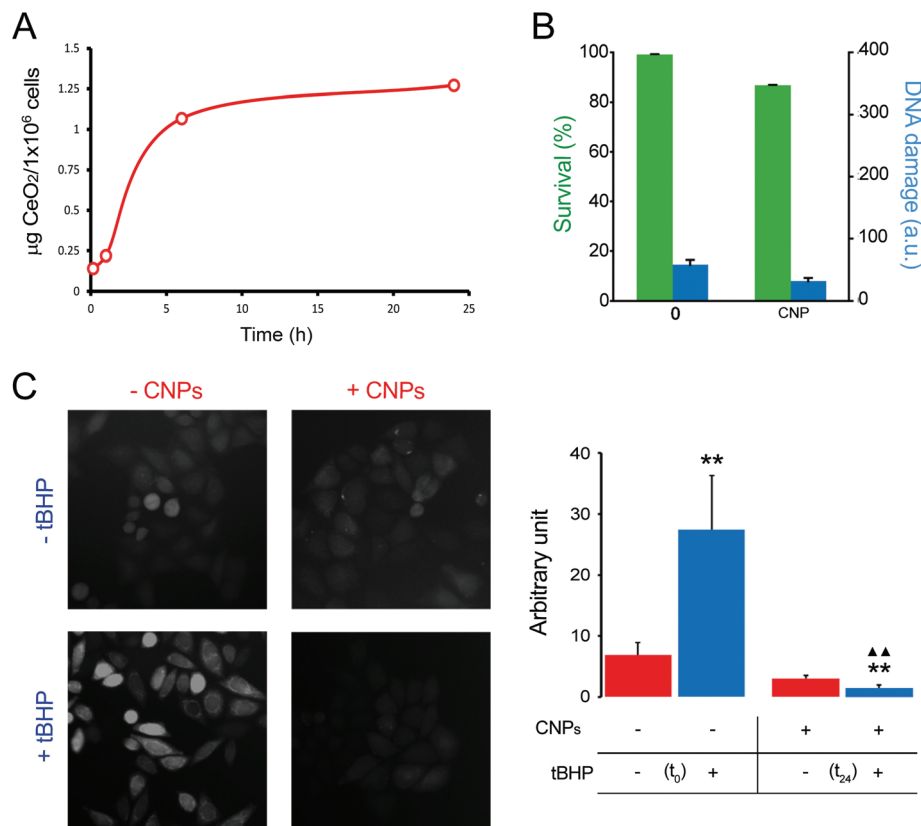 A
µg CeO2/1x10⁶ cells
1.5
1.25
1
0.75
0.5
0.25
0
0
5
10
15
20
25
Time (h)
B
Survival (%)
100
80
60
40
20
0
400
300
200
100
0
DNA damage (a.u.)
0
CNP
C
- CNPs
+ CNPs
- tBHP
+ tBHP
Arbitrary unit
40
30
20
10
0
**
▲▲
**
CNPs - - + +
tBHP - (t₀) + - (t₂₄) +